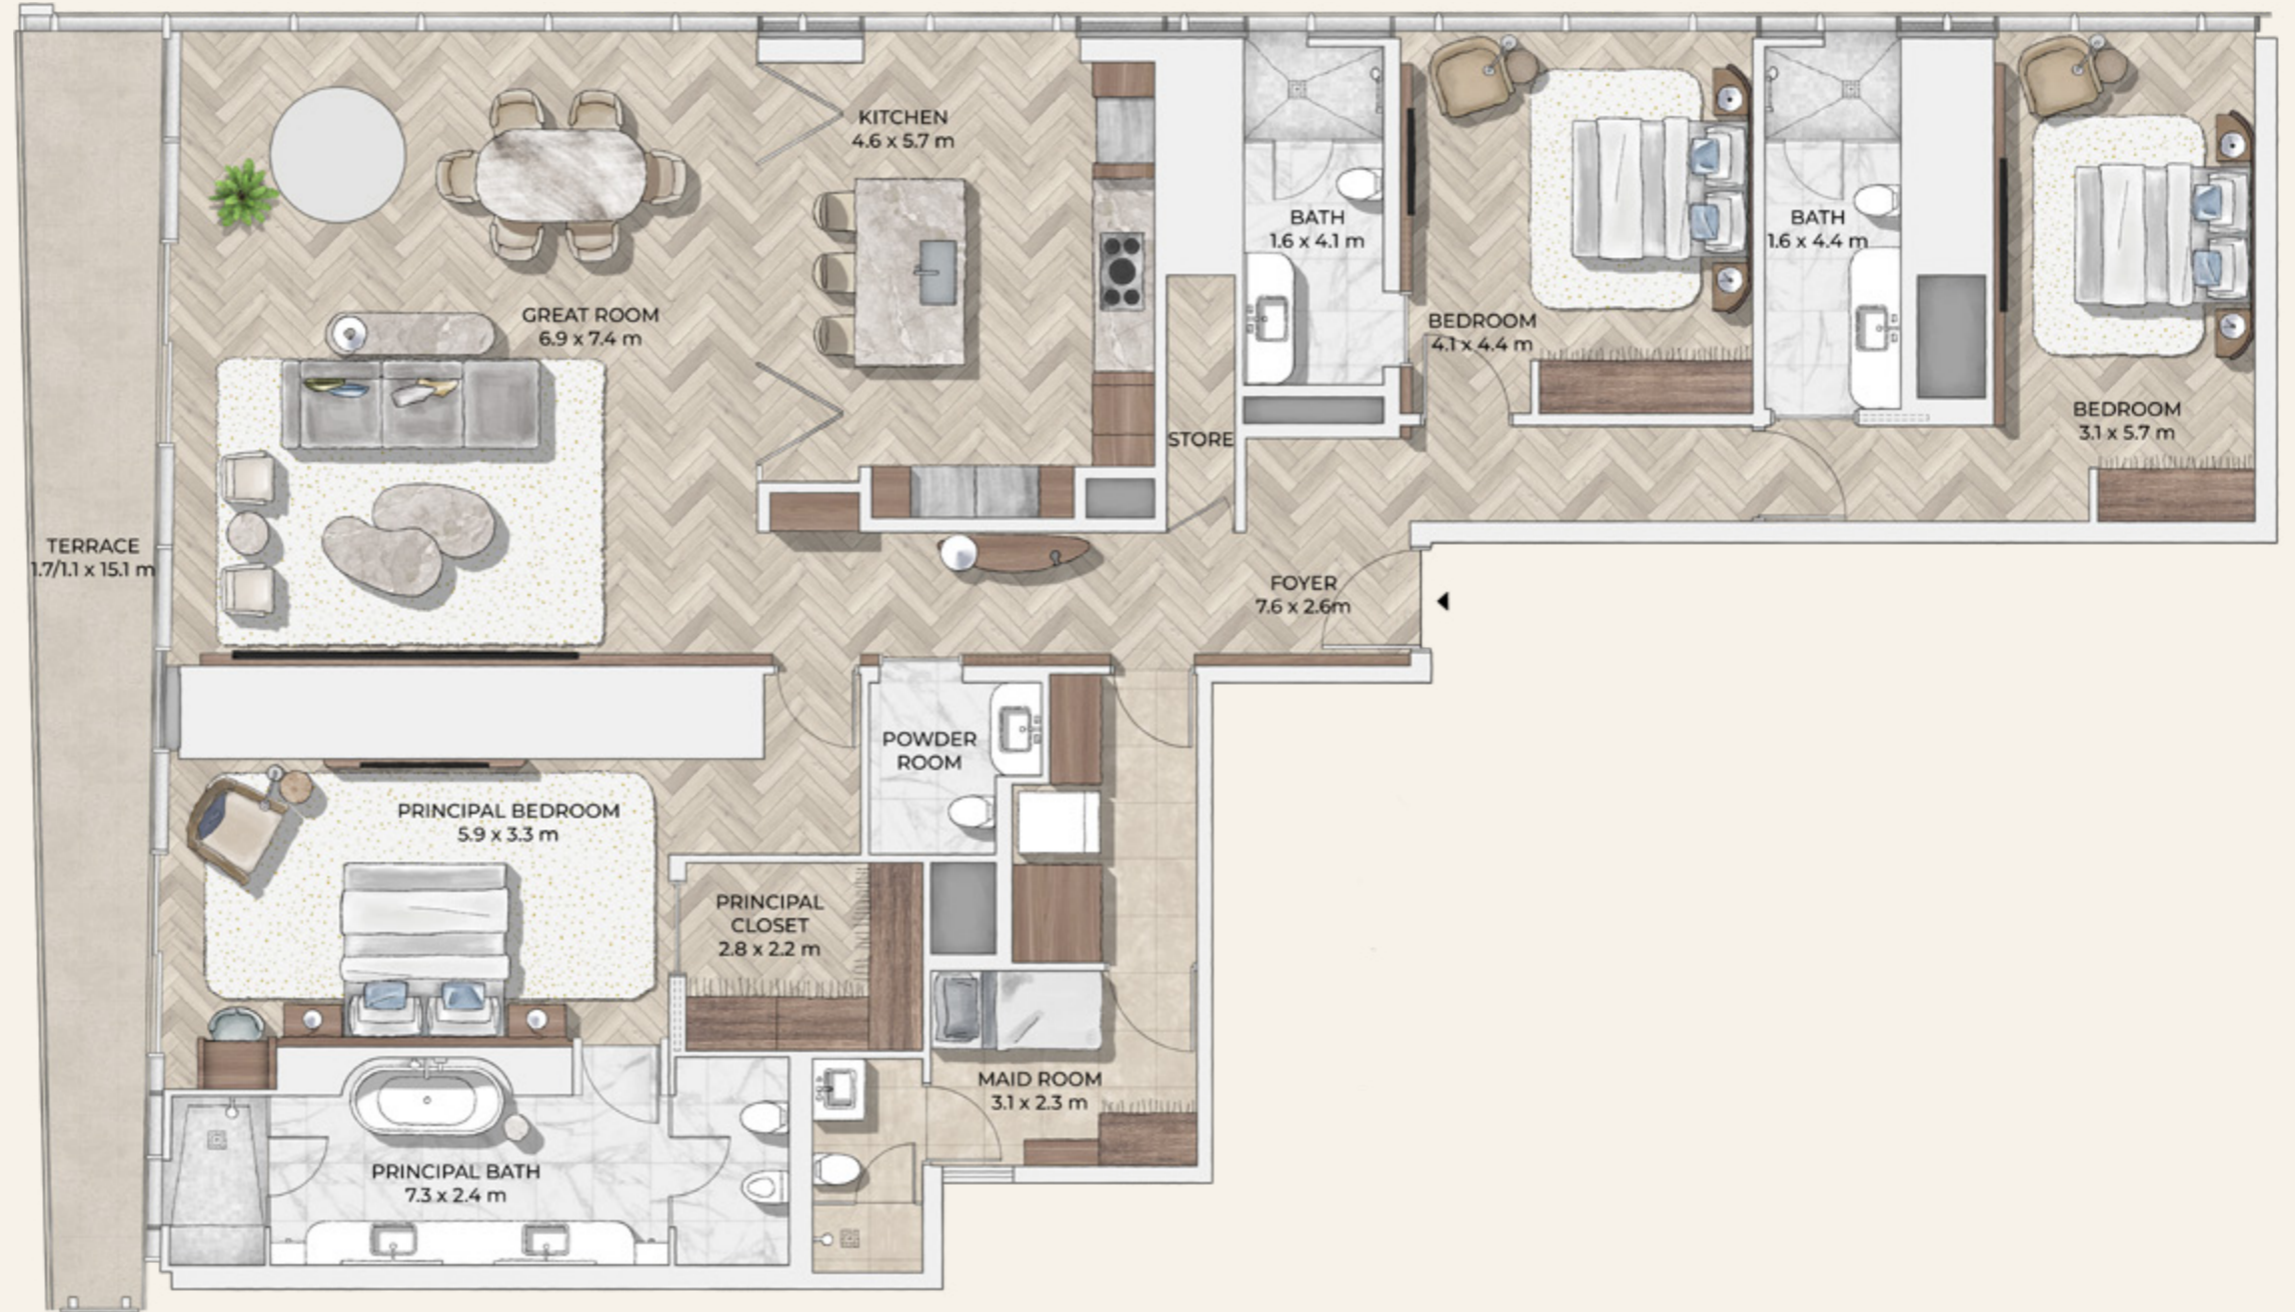 KITCHEN
4.6 x 5.7 m
BATH
1.6 x 4.1 m
BATH
1.6 x 4.4 m
GREAT ROOM
6.9 x 7.4 m
BEDROOM
4.1 x 4.4 m
BEDROOM
3.1 x 5.7 m
STORE
TERRACE
1.7/1.1 x 15.1 m
FOYER
7.6 x 2.6m
POWDER
ROOM
PRINCIPAL BEDROOM
5.9 x 3.3 m
PRINCIPAL
CLOSET
2.8 x 2.2 m
MAID ROOM
3.1 x 2.3 m
PRINCIPAL BATH
7.3 x 2.4 m